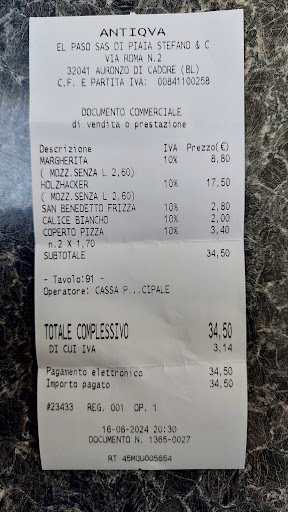 ANTIQVA
EL PASO SAS DI PIAIA STEFANO & C
VIA ROMA N.2
32041 AURONZO DI CADORE (BL)
C.F. E PARTITA IVA: 00841100258
DOCUMENTO COMMERCIALE
di vendita o prestazione
Descrizione IVA Prezzo(€)
MARGHERITA 10% 8,80
( MOZZ.SENZA L 2,60)
HOLZHACKER 10% 17,50
( MOZZ.SENZA L 2,60)
SAN BENEDETTO FRIZZA 10% 2,80
CALICE BIANCHO 10% 2,00
COPERTO PIZZA 10% 3,40
n.2 X 1,70
SUBTOTALE 34,50
- Tavolo:91 -
Operatore: CASSA P...CIPALE
TOTALE COMPLESSIVO 34,50
DI CUI IVA 3,14
Pagamento elettronico 34,50
Importo pagato 34,50
#23433 REG. 001 OP. 1
16-08-2024 20:30
DOCUMENTO N. 1365-0027
RT 45MQU005654